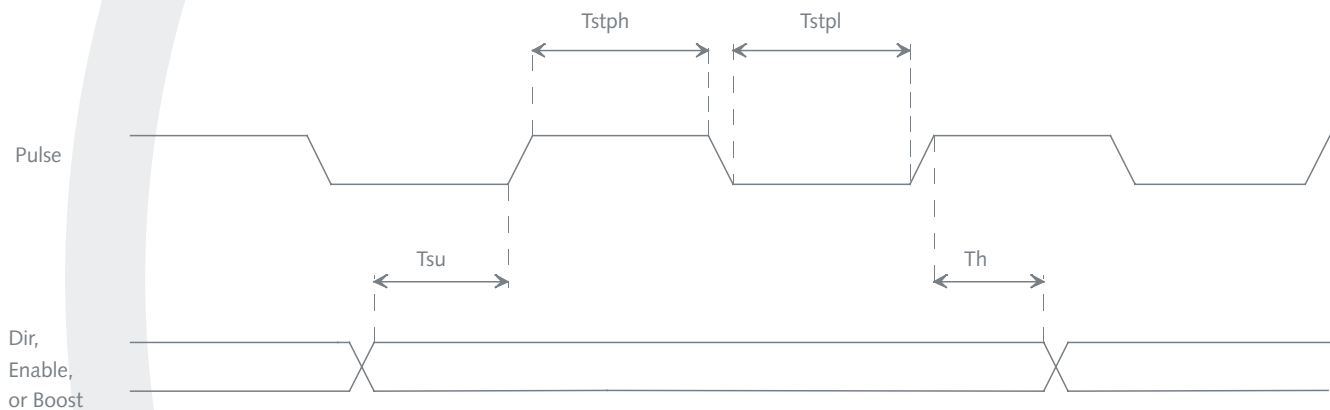 Tstph Tstpl
Pulse
Tsu Th
Dir,
Enable,
or Boost